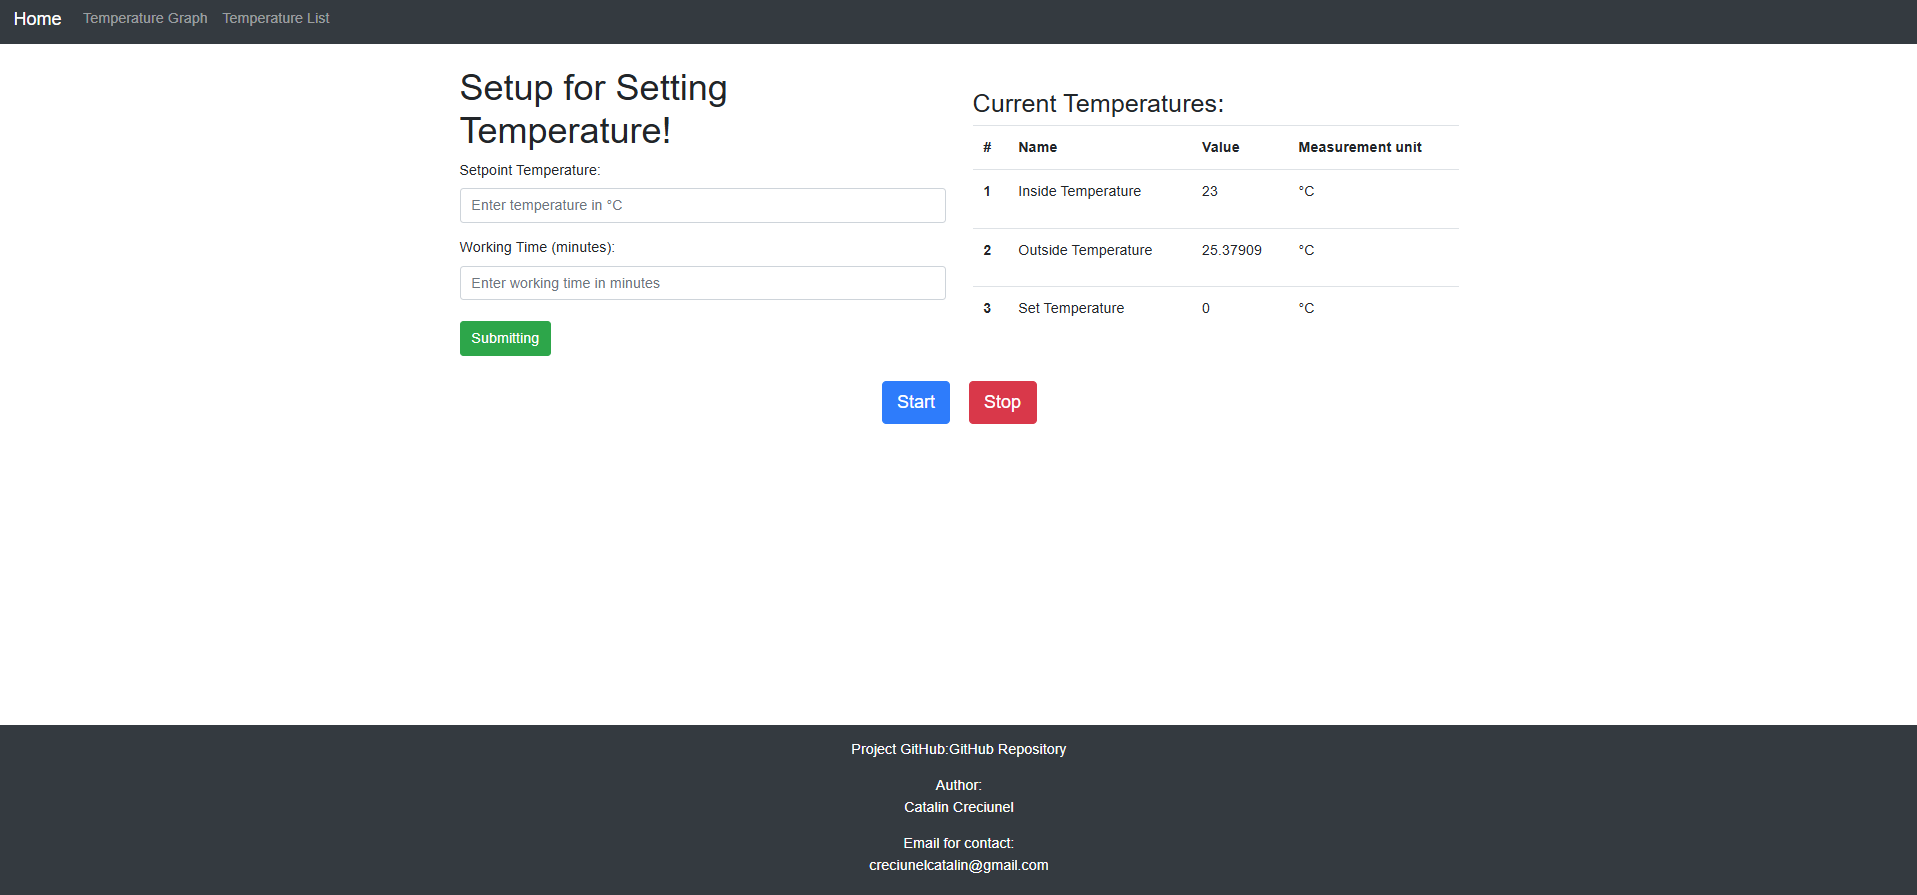 Home Temperature Graph Temperature List
Setup for Setting
Temperature!
Setpoint Temperature:
Enter temperature in °C
Working Time (minutes):
Enter working time in minutes
Submitting
Current Temperatures:
# Name Value Measurement unit
1 Inside Temperature 23 °C
2 Outside Temperature 25.37909 °C
3 Set Temperature 0 °C
Start Stop
Project GitHub:GitHub Repository
Author:
Catalin Creciunel
Email for contact:
creciunelcatalin@gmail.com